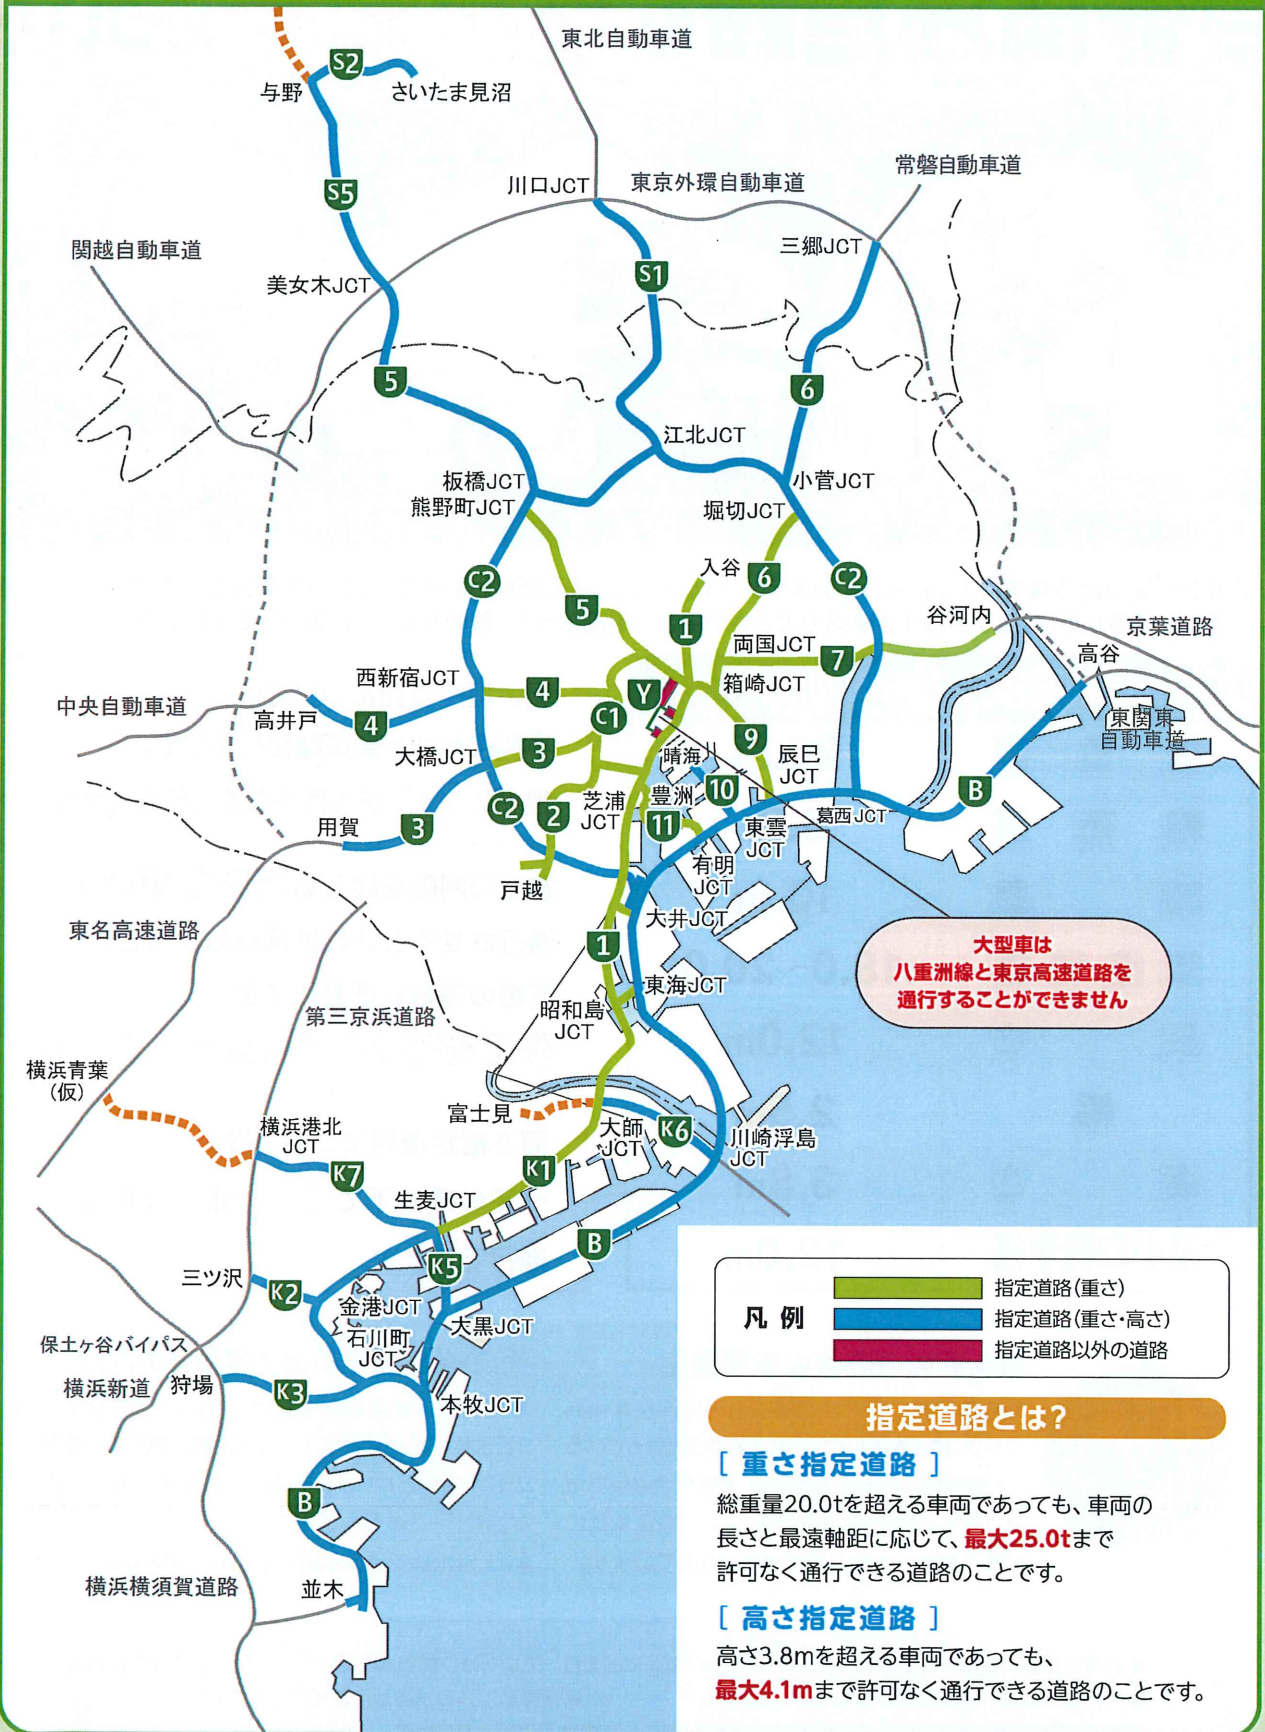 東北自動車道
S2
与野
さいたま見沼
常磐自動車道
川口JCT
東京外環自動車道
S5
三郷JCT
関越自動車道
S1
美女木JCT
5
6
江北JCT
板橋JCT
小菅JCT
熊野町JCT
堀切JCT
入谷
6
C2
C2
5
1
谷河内
京葉道路
両国JCT
7
高谷
西新宿JCT
4
Y
箱崎JCT
中央自動車道
高井戸
4
C1
東関東
自動車道
9
大橋JCT
3
晴海
辰巳
JCT
10
B
C2
2
芝浦
JCT
豊洲
11
葛西JCT
用賀
3
東雲
JCT
有明
JCT
戸越
大井JCT
東名高速道路
1
大型車は
八重洲線と東京高速道路を
通行することができません
東海JCT
昭和島
JCT
第三京浜道路
横浜青葉
(仮)
富士見
大師
JCT
K6
川崎浮島
JCT
横浜港北
JCT
K7
K1
生麦JCT
B
K5
三ツ沢
K2
金港JCT
大黒JCT
石川町
JCT
保土ヶ谷バイパス
横浜新道
狩場
K3
本牧JCT
B
横浜横須賀道路
並木
凡例
指定道路(重さ)
指定道路(重さ・高さ)
指定道路以外の道路
指定道路とは?
[ 重さ指定道路 ]
総重量20.0tを超える車両であっても、車両の
長さと最遠軸距に応じて、最大25.0tまで
許可なく通行できる道路のことです。
[ 高さ指定道路 ]
高さ3.8mを超える車両であっても、
最大4.1mまで許可なく通行できる道路のことです。